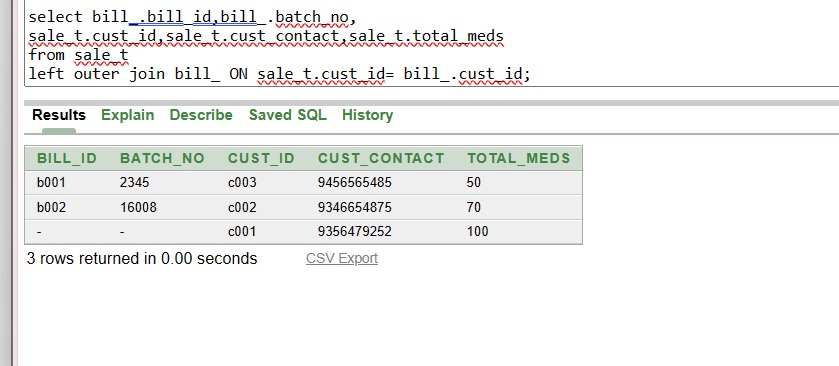 select bill_.bill_id,bill_.batch_no,
sale_t.cust_id,sale_t.cust_contact,sale_t.total_meds
from sale_t
left outer join bill_ ON sale_t.cust_id= bill_.cust_id;
Results Explain Describe Saved SQL History
BILL_ID BATCH_NO CUST_ID CUST_CONTACT TOTAL_MEDS
b001 2345 c003 9456565485 50
b002 16008 c002 9346654875 70
- - c001 9356479252 100
3 rows returned in 0.00 seconds CSV Export